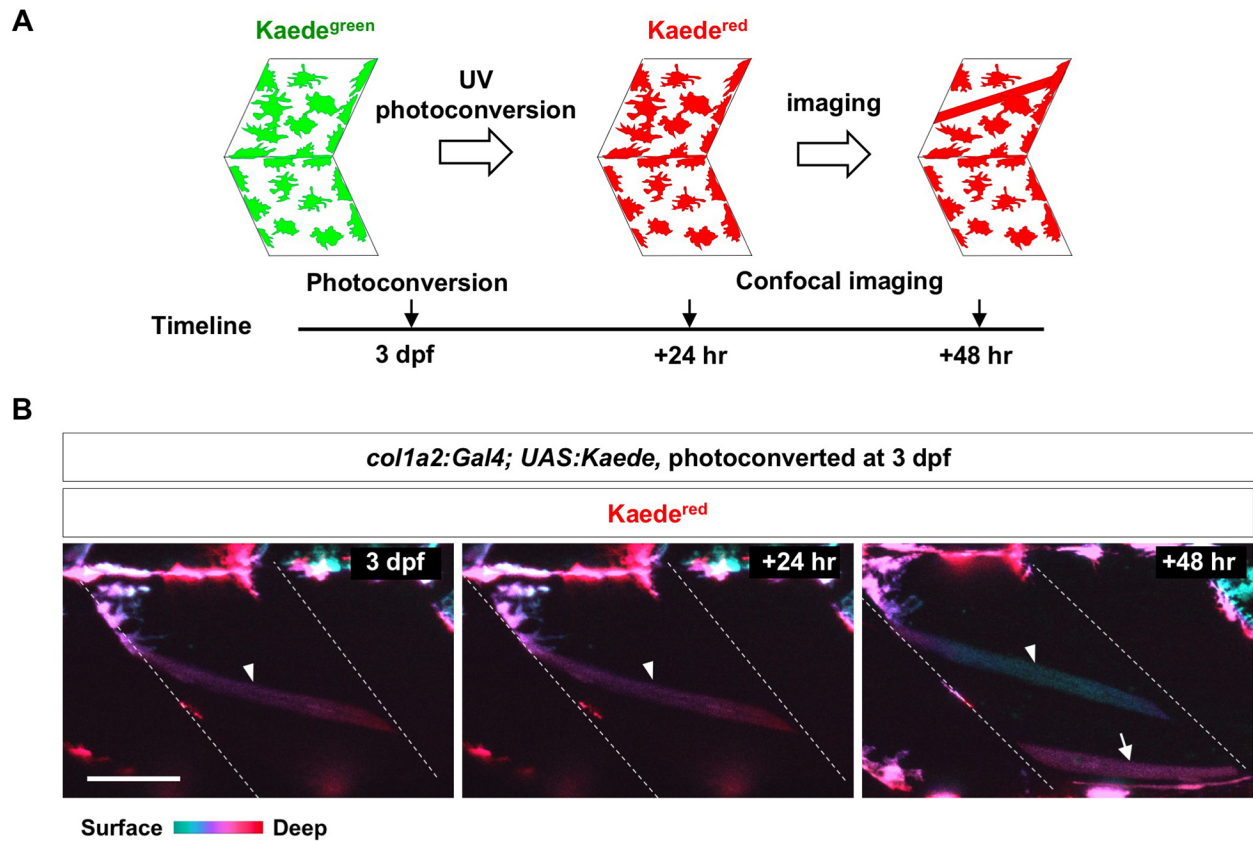 A
Kaedegreen
Kaedered
UV
photoconversion
imaging
Photoconversion
Confocal imaging
Timeline
3 dpf
+24 hr
+48 hr
B
col1a2:Gal4; UAS:Kaede, photoconverted at 3 dpf
Kaedered
3 dpf
+24 hr
+48 hr
Surface
Deep